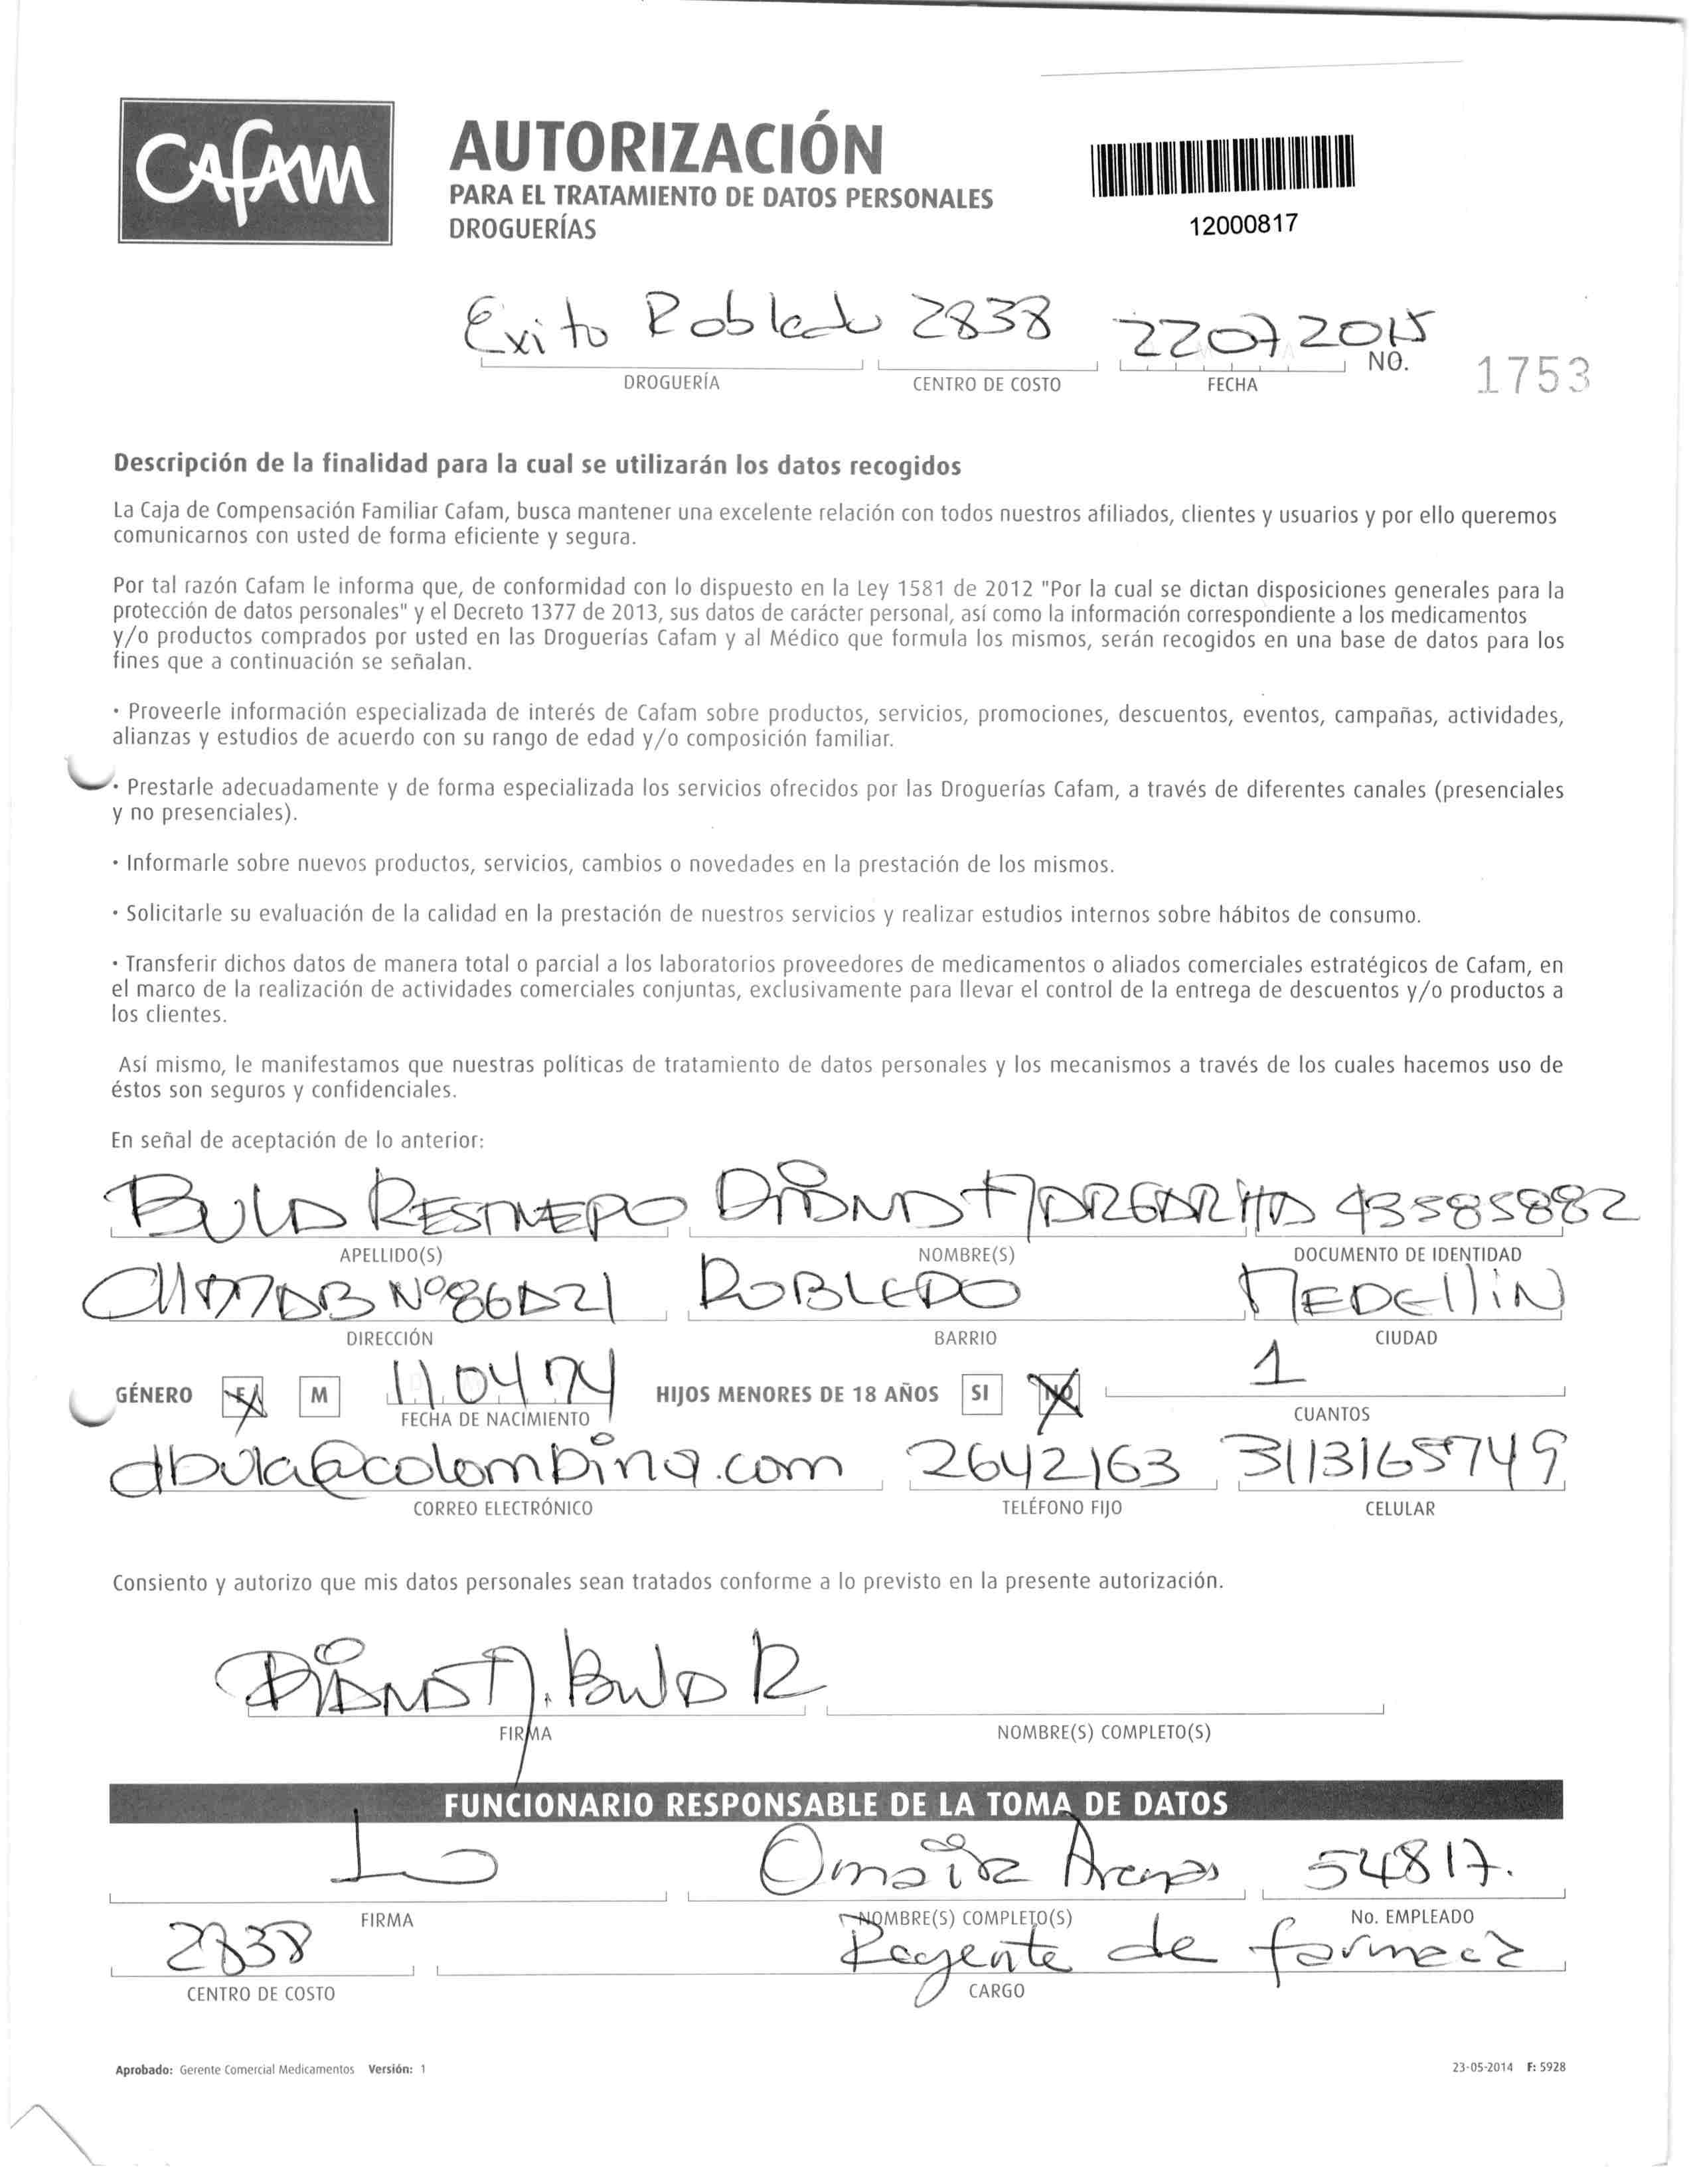 CAFAM
AUTORIZACIÓN
PARA EL TRATAMIENTO DE DATOS PERSONALES
DROGUERÍAS
12000817
Exito Robledo 2838 22072015
NO. 1753
DROGUERÍA CENTRO DE COSTO FECHA
Descripción de la finalidad para la cual se utilizarán los datos recogidos
La Caja de Compensación Familiar Cafam, busca mantener una excelente relación con todos nuestros afiliados, clientes y usuarios y por ello queremos
comunicarnos con usted de forma eficiente y segura.
Por tal razón Cafam le informa que, de conformidad con lo dispuesto en la Ley 1581 de 2012 "Por la cual se dictan disposiciones generales para la
protección de datos personales" y el Decreto 1377 de 2013, sus datos de carácter personal, así como la información correspondiente a los medicamentos
y/o productos comprados por usted en las Droguerías Cafam y al Médico que formula los mismos, serán recogidos en una base de datos para los
fines que a continuación se señalan.
· Proveerle información especializada de interés de Cafam sobre productos, servicios, promociones, descuentos, eventos, campañas, actividades,
alianzas y estudios de acuerdo con su rango de edad y/o composición familiar.
· Prestarle adecuadamente y de forma especializada los servicios ofrecidos por las Droguerías Cafam, a través de diferentes canales (presenciales
y no presenciales).
· Informarle sobre nuevos productos, servicios, cambios o novedades en la prestación de los mismos.
· Solicitarle su evaluación de la calidad en la prestación de nuestros servicios y realizar estudios internos sobre hábitos de consumo.
· Transferir dichos datos de manera total o parcial a los laboratorios proveedores de medicamentos o aliados comerciales estratégicos de Cafam, en
el marco de la realización de actividades comerciales conjuntas, exclusivamente para llevar el control de la entrega de descuentos y/o productos a
los clientes.
Así mismo, le manifestamos que nuestras políticas de tratamiento de datos personales y los mecanismos a través de los cuales hacemos uso de
éstos son seguros y confidenciales.
En señal de aceptación de lo anterior:
BULA RESTREPO DIANA MARGARITA 43585882
APELLIDO(S) NOMBRE(S) DOCUMENTO DE IDENTIDAD
Nº86A21 ROBLEDO MEDELLIN
DIRECCIÓN BARRIO CIUDAD
GÉNERO F M 110474 HIJOS MENORES DE 18 AÑOS SI NO 1
FECHA DE NACIMIENTO CUANTOS
dbula@colombina.com 2642163 3113165749
CORREO ELECTRÓNICO TELÉFONO FIJO CELULAR
Consiento y autorizo que mis datos personales sean tratados conforme a lo previsto en la presente autorización.
DIANA M. BULA R
FIRMA NOMBRE(S) COMPLETO(S)
FUNCIONARIO RESPONSABLE DE LA TOMA DE DATOS
Omaira Arenas 54817.
FIRMA NOMBRE(S) COMPLETO(S) No. EMPLEADO
2838 Regente de farmacia
CENTRO DE COSTO CARGO
Aprobado: Gerente Comercial Medicamentos Versión: 1 23-05-2014 F: 5928